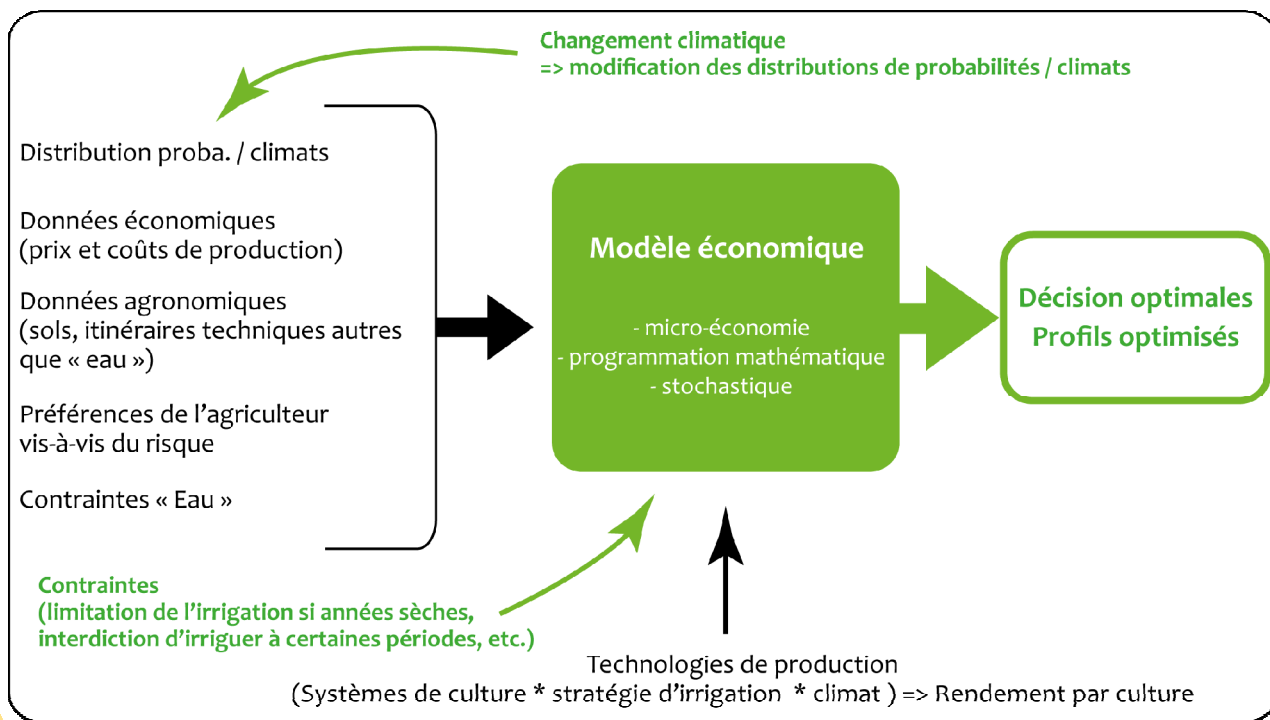 Changement climatique
=> modification des distributions de probabilités / climats
Distribution proba. / climats
Données économiques
(prix et coûts de production)
Données agronomiques
(sols, itinéraires techniques autres
que « eau »)
Préférences de l'agriculteur
vis-à-vis du risque
Contraintes « Eau »
Modèle économique
- micro-économie
- programmation mathématique
- stochastique
Décision optimales
Profils optimisés
Contraintes
(limitation de l'irrigation si années sèches,
interdiction d'irriguer à certaines périodes, etc.)
Technologies de production
(Systèmes de culture * stratégie d'irrigation * climat ) => Rendement par culture